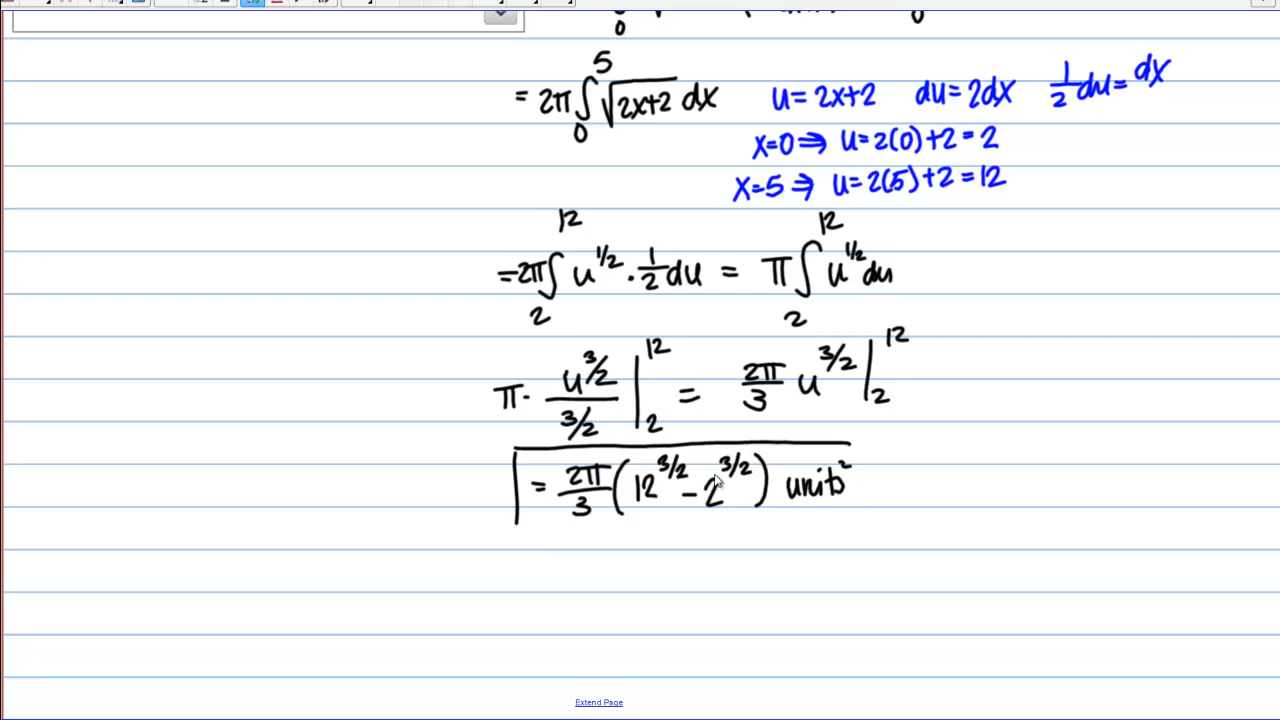 = 2π ∫₀⁵ √(2x+2) dx   u = 2x+2   du = 2dx   1/2 du = dx
x=0 ⇒ u = 2(0)+2 = 2
x=5 ⇒ u = 2(5)+2 = 12
= 2π ∫₂¹² u^(1/2) · 1/2 du = π ∫₂¹² u^(1/2) du
π · u^(3/2) / (3/2) |₂¹² = 2π/3 u^(3/2) |₂¹²
= 2π/3 (12^(3/2) − 2^(3/2)) units²
Extend Page